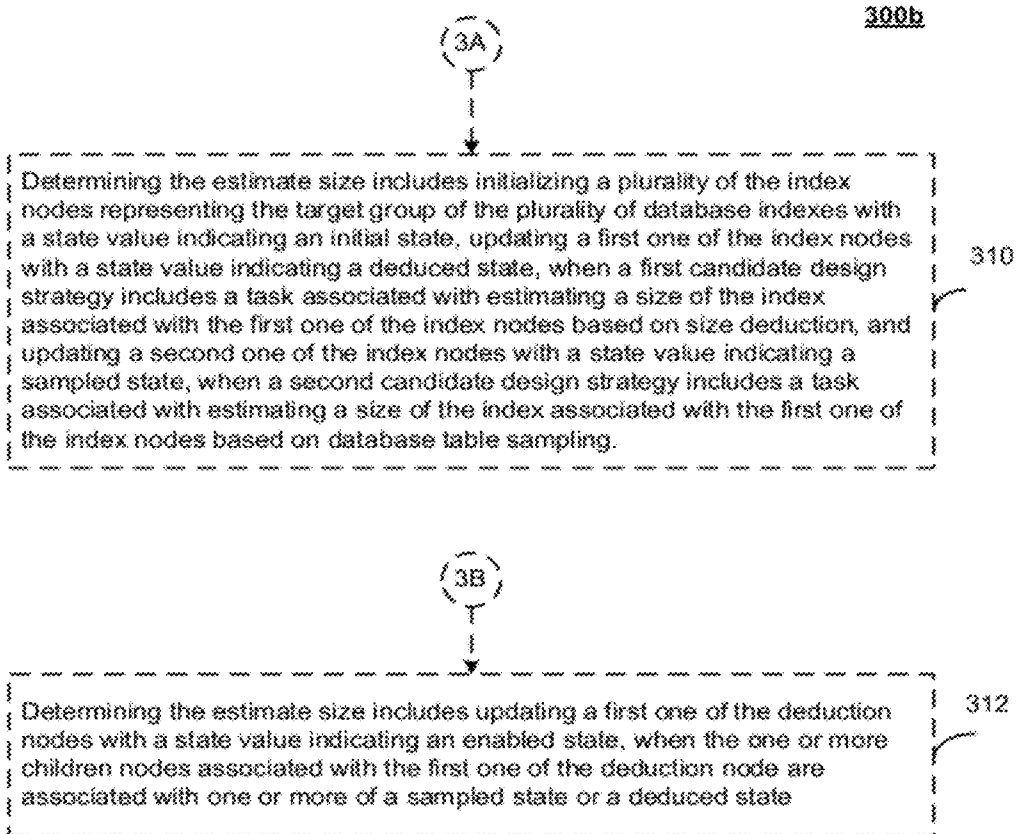 300b
3A
Determining the estimate size includes initializing a plurality of the index
nodes representing the target group of the plurality of database indexes with
a state value indicating an initial state, updating a first one of the index nodes
with a state value indicating a deduced state, when a first candidate design
strategy includes a task associated with estimating a size of the index
associated with the first one of the index nodes based on size deduction, and
updating a second one of the index nodes with a state value indicating a
sampled state, when a second candidate design strategy includes a task
associated with estimating a size of the index associated with the first one of
the index nodes based on database table sampling.
310
3B
Determining the estimate size includes updating a first one of the deduction
nodes with a state value indicating an enabled state, when the one or more
children nodes associated with the first one of the deduction node are
associated with one or more of a sampled state or a deduced state
312